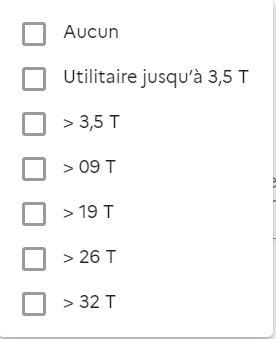 Aucun
Utilitaire jusqu’à 3,5 T
> 3,5 T
> 09 T
> 19 T
> 26 T
> 32 T